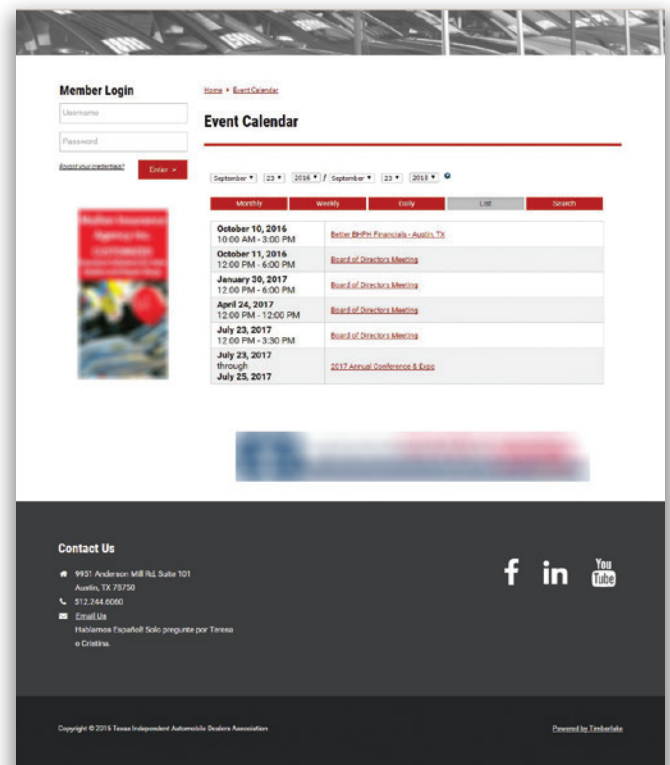 Member Login
Username
Password
Forgot your credentials?
Enter >
Home › Event Calendar
Event Calendar
September 23 2016 / September 23 2018
Monthly Weekly Daily List Search
October 10, 2016
10:00 AM - 3:00 PM
Better BHPH Financials - Austin, TX
October 11, 2016
12:00 PM - 6:00 PM
Board of Directors Meeting
January 30, 2017
12:00 PM - 6:00 PM
Board of Directors Meeting
April 24, 2017
12:00 PM - 12:00 PM
Board of Directors Meeting
July 23, 2017
12:00 PM - 3:30 PM
Board of Directors Meeting
July 23, 2017
through
July 25, 2017
2017 Annual Conference & Expo
Contact Us
9951 Anderson Mill Rd, Suite 101
Austin, TX 78750
512.244.6060
Email Us
Hablamos Español! Solo pregunte por Teresa
o Cristina.
f in You Tube
Copyright © 2015 Texas Independent Automobile Dealers Association
Powered by Timberlake